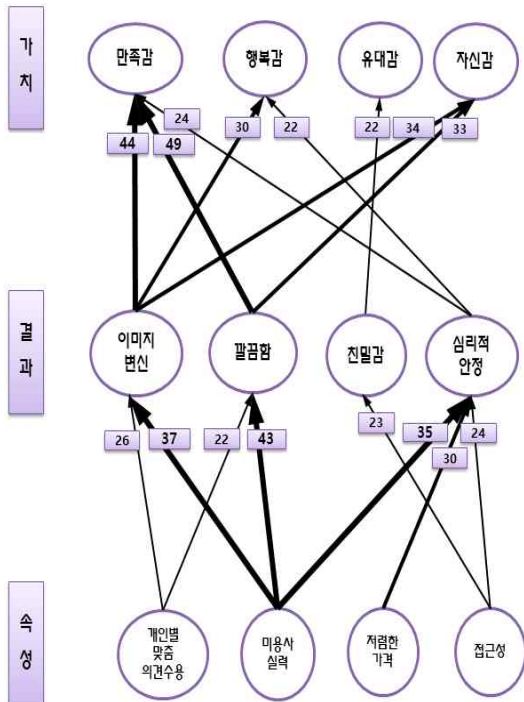 가
치
만족감
행복감
유대감
자신감
24
30
22
22
34
33
44
49
결
과
이미지
변신
깔끔함
친밀감
심리적
안정
26
37
22
43
23
35
24
30
속
성
개인별
맞춤
의견수용
미용사
실력
저렴한
가격
접근성